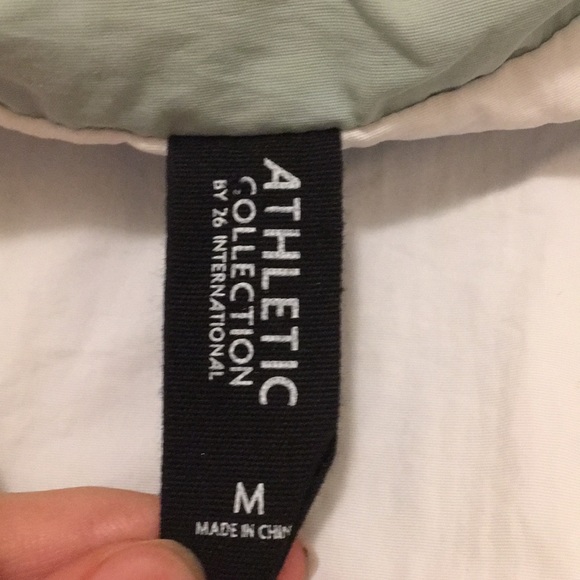 ATHLETIC
COLLECTION
BY 26 INTERNATIONAL
M
MADE IN CHIN